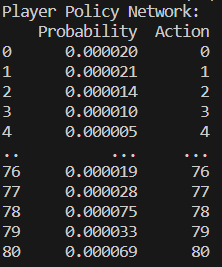 Player Policy Network:
Probability Action
0 0.000020 0
1 0.000021 1
2 0.000014 2
3 0.000010 3
4 0.000005 4
.. ... ...
76 0.000019 76
77 0.000028 77
78 0.000075 78
79 0.000033 79
80 0.000069 80